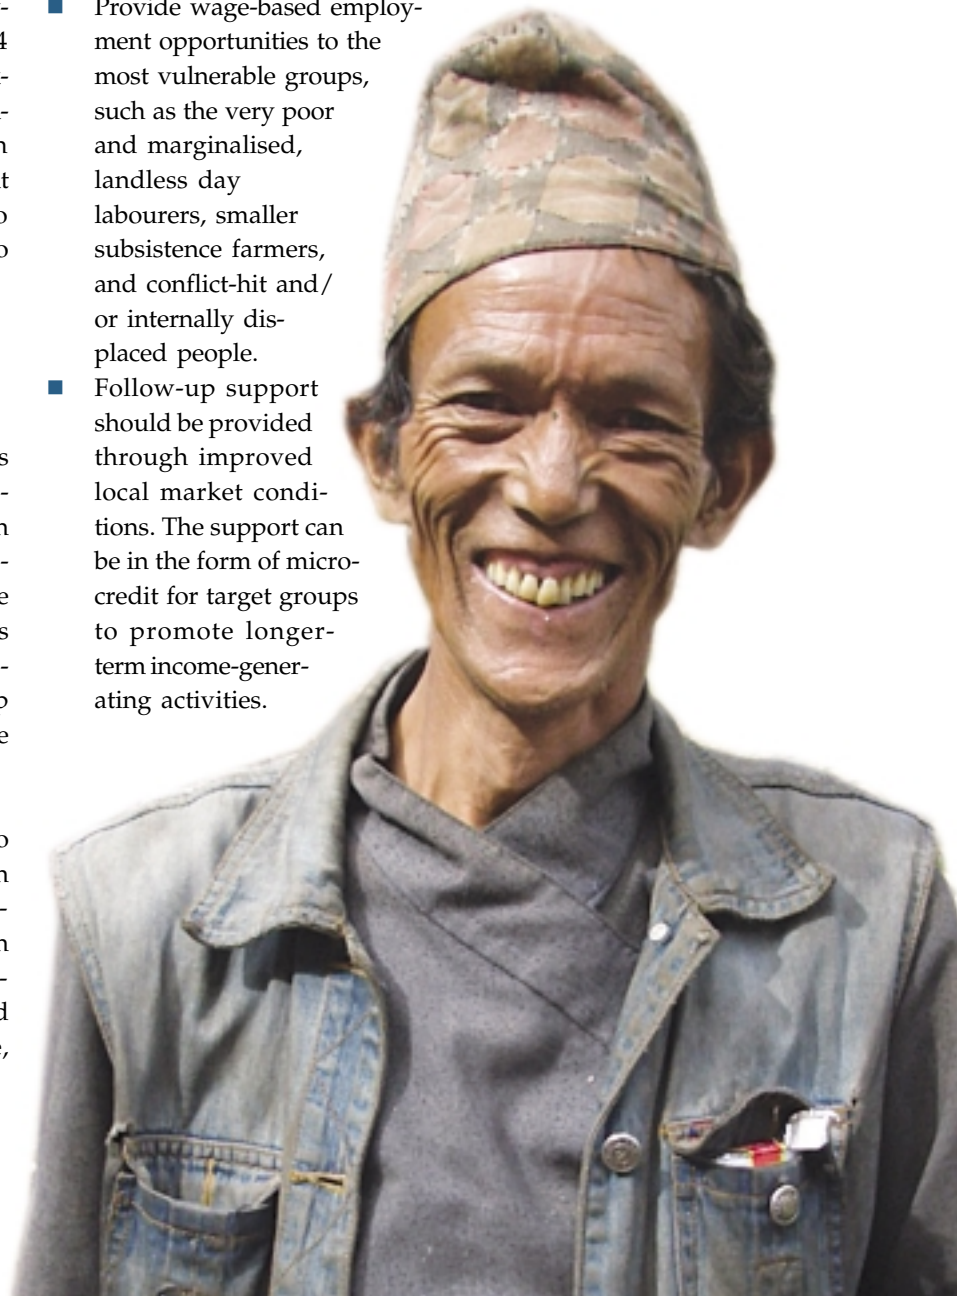 Provide wage-based employ-
ment opportunities to the
most vulnerable groups,
such as the very poor
and marginalised,
landless day
labourers, smaller
subsistence farmers,
and conflict-hit and/
or internally dis-
placed people.
Follow-up support
should be provided
through improved
local market condi-
tions. The support can
be in the form of micro-
credit for target groups
to promote longer-
term income-gener-
ating activities.